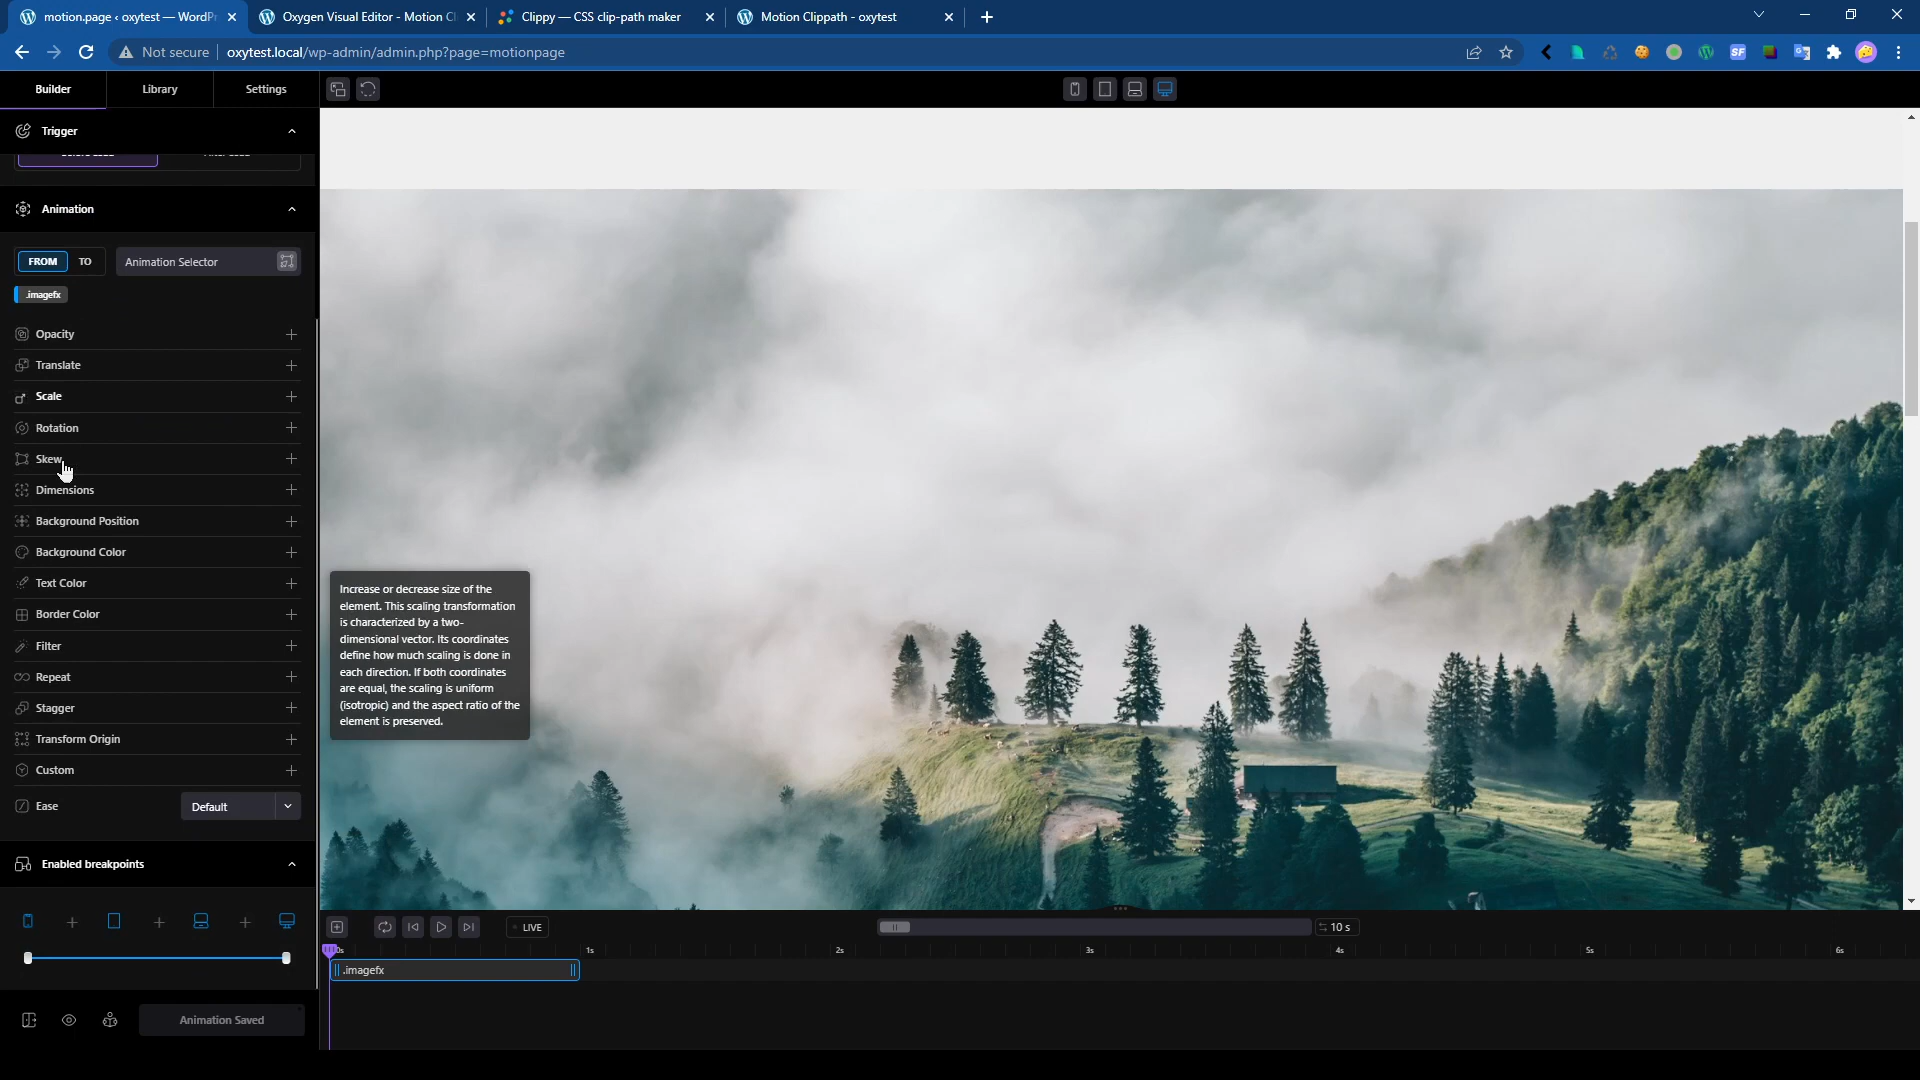 motion.page ‹ oxytest — WordPr
Oxygen Visual Editor - Motion Cl
Clippy — CSS clip-path maker
Motion Clippath - oxytest
Not secure
oxytest.local/wp-admin/admin.php?page=motionpage
SF
Builder
Library
Settings
Trigger
Animation
FROM
TO
Animation Selector
.imagefx
Opacity
Translate
Scale
Rotation
Skew
Dimensions
Background Position
Background Color
Text Color
Border Color
Filter
Repeat
Stagger
Transform Origin
Custom
Ease
Default
Enabled breakpoints
Animation Saved
Increase or decrease size of the
element. This scaling transformation
is characterized by a two-
dimensional vector. Its coordinates
define how much scaling is done in
each direction. If both coordinates
are equal, the scaling is uniform
(isotropic) and the aspect ratio of the
element is preserved.
LIVE
10 s
0s
1s
2s
3s
4s
5s
6s
.imagefx